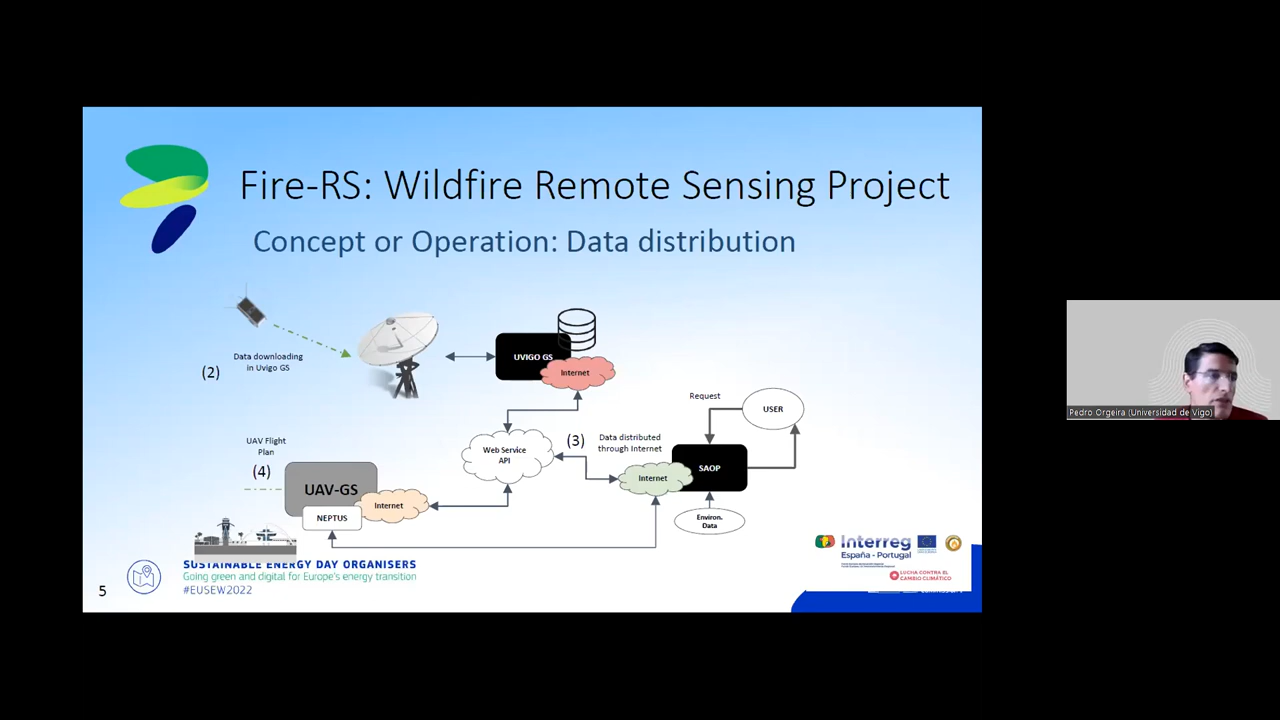 Fire-RS: Wildfire Remote Sensing Project
Concept or Operation: Data distribution
(2)
Data downloading
in Uvigo GS
UVIGO GS
Internet
Request
USER
UAV Flight
Plan
(4)
Web Service
API
(3)
Data distributed
through Internet
SAOP
Internet
UAV-GS
Internet
NEPTUS
Environ.
Data
SUSTAINABLE ENERGY DAY ORGANISERS
Going green and digital for Europe's energy transition
#EUSEW2022
5
Interreg
España - Portugal
LUCHA CONTRA EL
CAMBIO CLIMÁTICO
Pedro Orgeira (Universidad de Vigo)